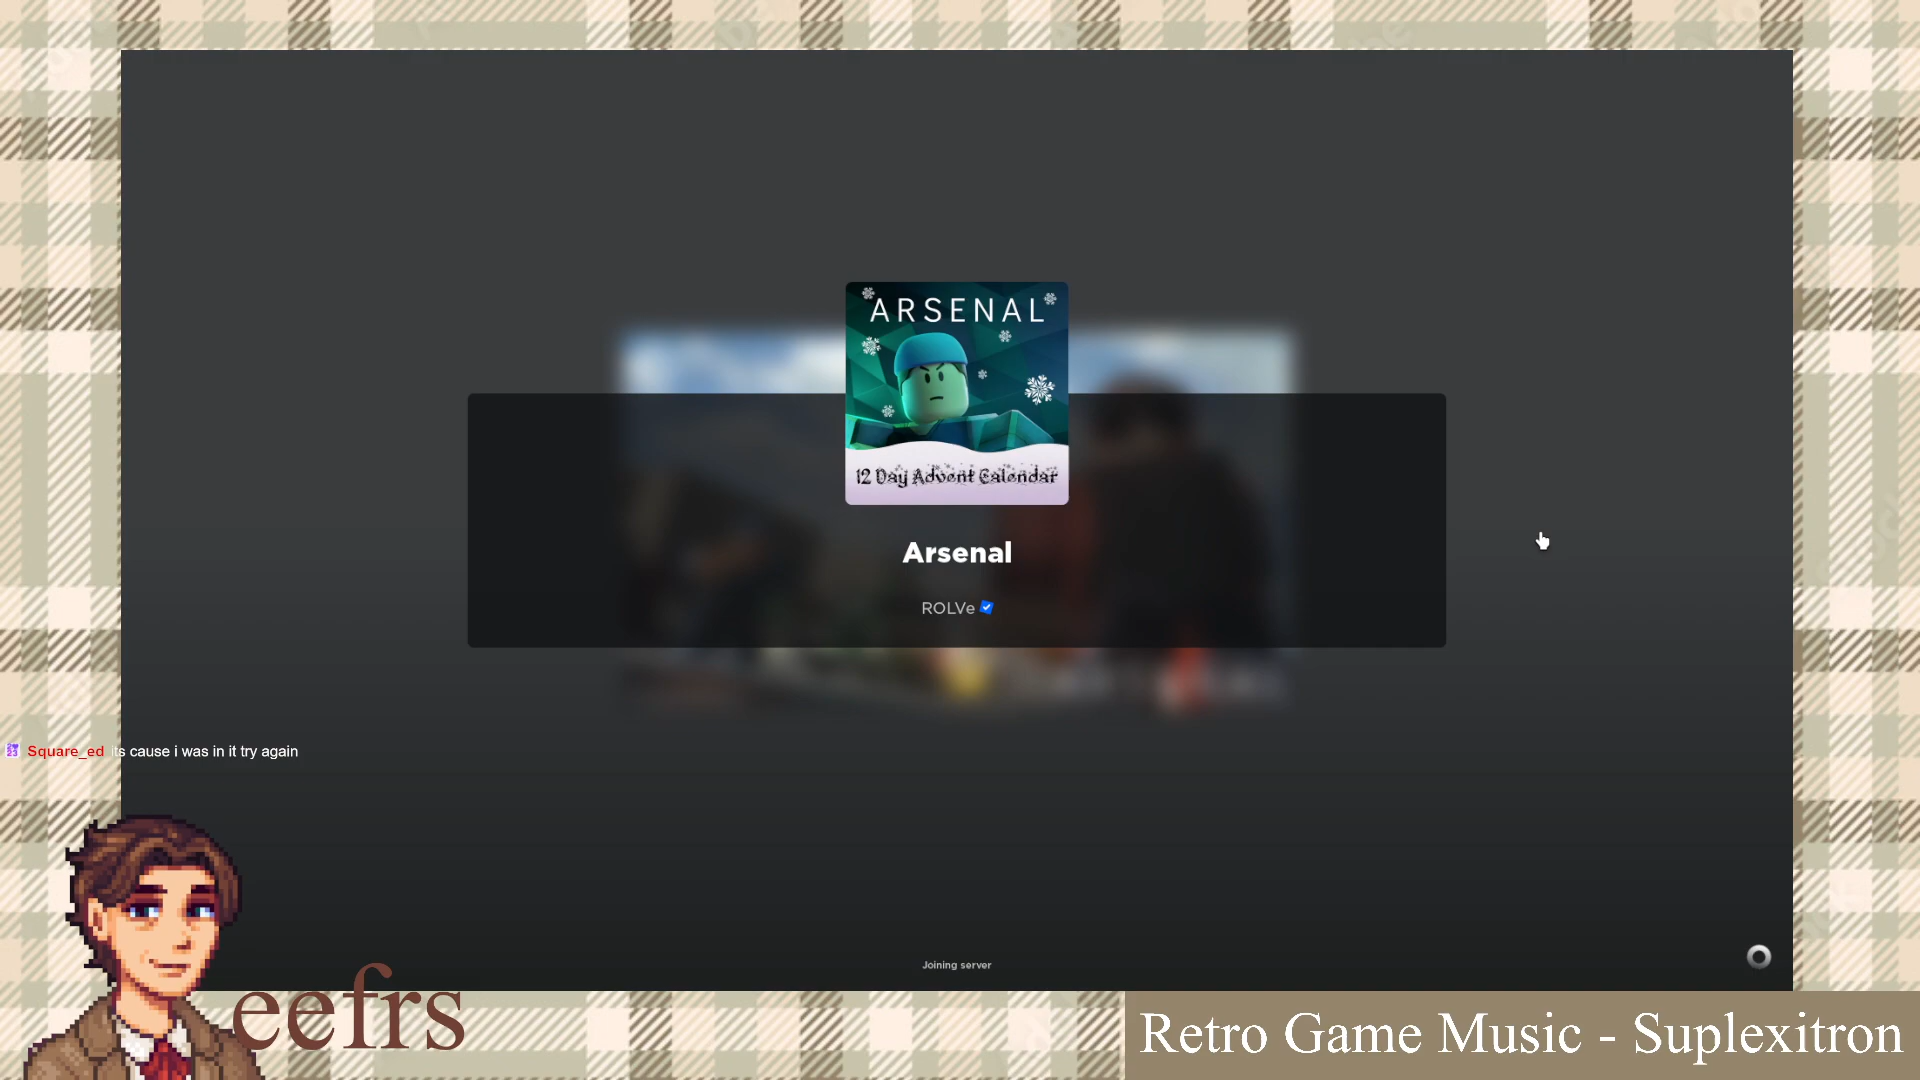 ARSENAL
12 Day Advent Calendar
Arsenal
ROLVe
Square_ed its cause i was in it try again
Joining server
eefrs
Retro Game Music - Suplexitron